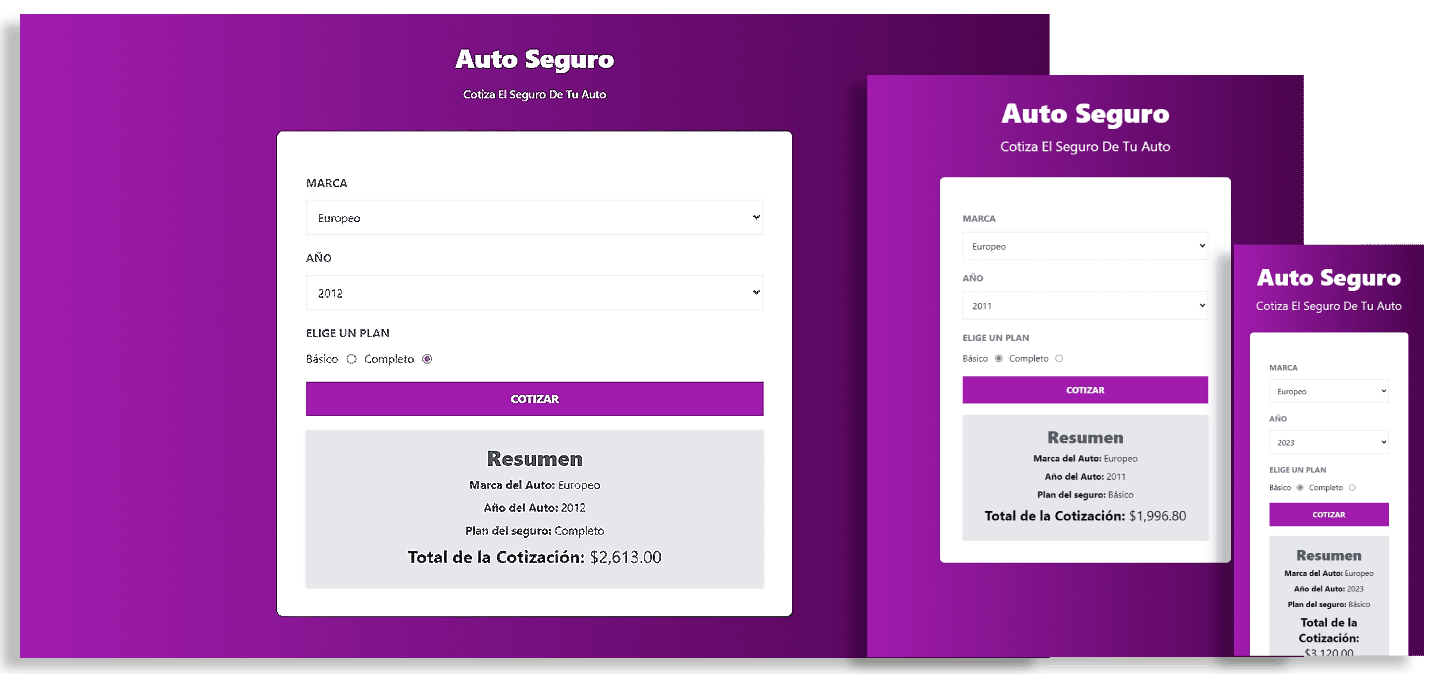 Auto Seguro
Cotiza El Seguro De Tu Auto
MARCA
Europeo
AÑO
2012
ELIGE UN PLAN
Básico Completo
COTIZAR
Resumen
Marca del Auto: Europeo
Año del Auto: 2012
Plan del seguro: Completo
Total de la Cotización: $2,613.00
Auto Seguro
Cotiza El Seguro De Tu Auto
MARCA
Europeo
AÑO
2011
ELIGE UN PLAN
Básico Completo
COTIZAR
Resumen
Marca del Auto: Europeo
Año del Auto: 2011
Plan del seguro: Básico
Total de la Cotización: $1,996.80
Auto Seguro
Cotiza El Seguro De Tu Auto
MARCA
Europeo
AÑO
2023
ELIGE UN PLAN
Básico Completo
COTIZAR
Resumen
Marca del Auto: Europeo
Año del Auto: 2023
Plan del seguro: Básico
Total de la
Cotización:
$3,120.00